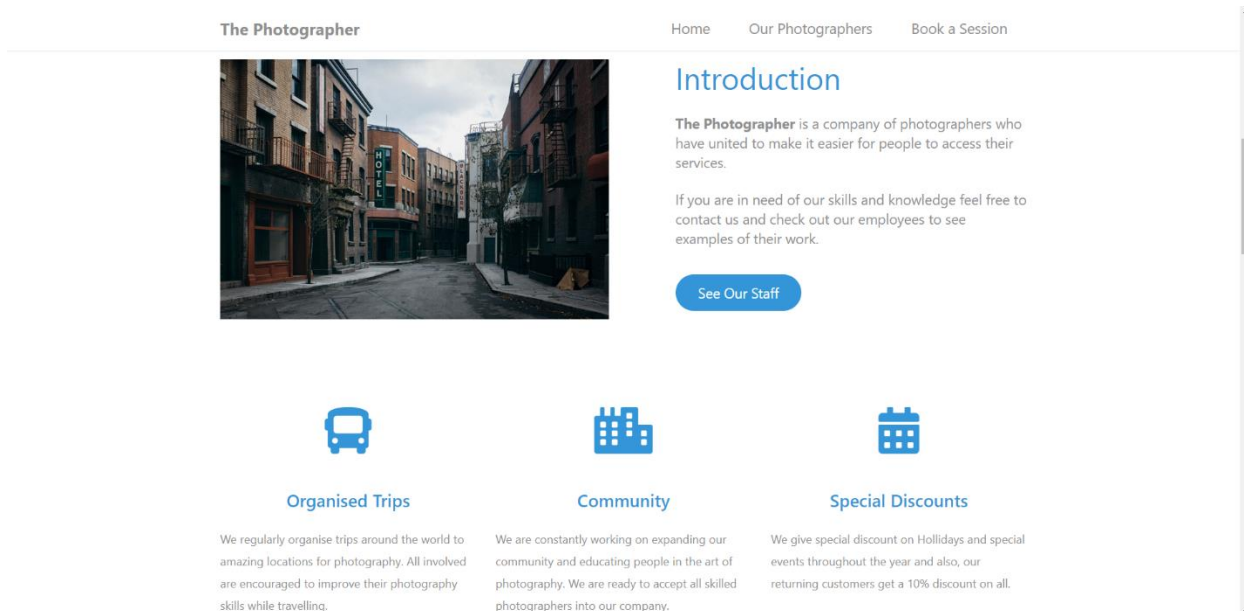 The Photographer
Home Our Photographers Book a Session
HOTEL
Introduction
The Photographer is a company of photographers who
have united to make it easier for people to access their
services.
If you are in need of our skills and knowledge feel free to
contact us and check out our employees to see
examples of their work.
See Our Staff
Organised Trips
We regularly organise trips around the world to
amazing locations for photography. All involved
are encouraged to improve their photography
skills while travelling.
Community
We are constantly working on expanding our
community and educating people in the art of
photography. We are ready to accept all skilled
photographers into our company.
Special Discounts
We give special discount on Hollidays and special
events throughout the year and also, our
returning customers get a 10% discount on all.